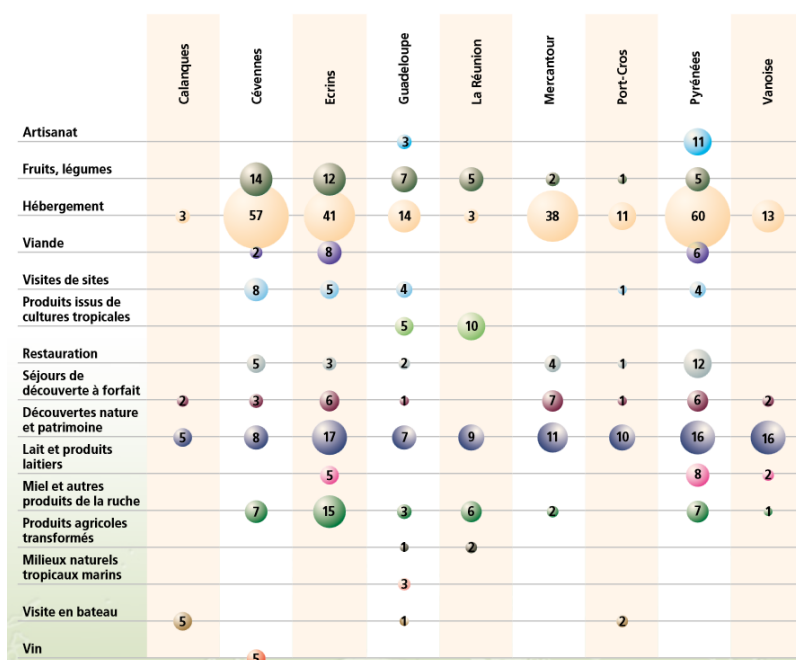 Calanques Cévennes Ecrins Guadeloupe La Réunion Mercantour Port-Cros Pyrénées Vanoise
Artisanat 3 11
Fruits, légumes 14 12 7 5 2 1 5
Hébergement 3 57 41 14 3 38 11 60 13
Viande 2 8 6
Visites de sites 8 5 4 1 4
Produits issus de
cultures tropicales 5 10
Restauration 5 3 2 4 1 12
Séjours de
découverte à forfait 2 3 6 1 7 1 6 2
Découvertes nature
et patrimoine 5 8 17 7 9 11 10 16 16
Lait et produits
laitiers 5 8 2
Miel et autres
produits de la ruche 7 15 3 6 2 7 1
Produits agricoles
transformés 1 2
Milieux naturels
tropicaux marins 3
Visite en bateau 5 1 2
Vin 5